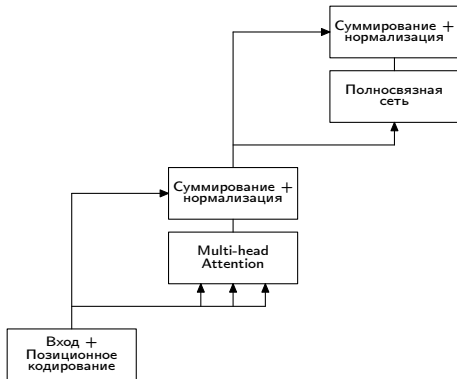 Суммирование +
нормализация
Полносвязная
сеть
Суммирование +
нормализация
Multi-head
Attention
Вход +
Позиционное
кодирование